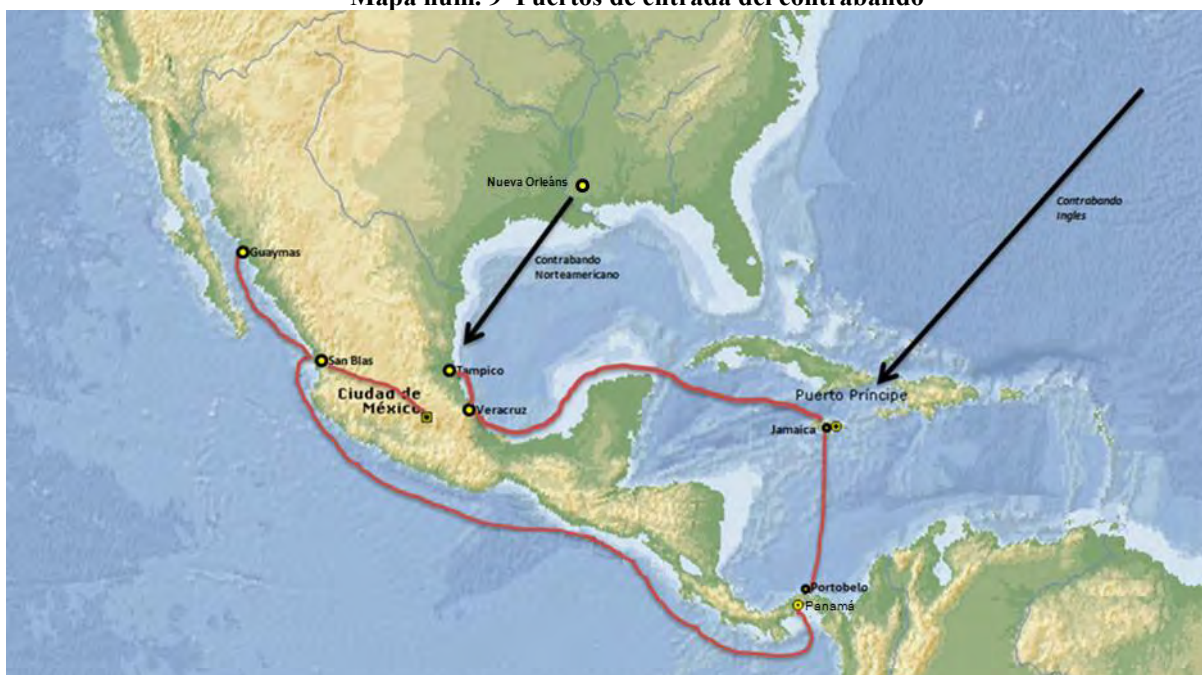 Mapa núm. 9 Puertos de entrada del contrabando
Nueva Orleáns
Contrabando
Ingles
Guaymas
Contrabando
Norteamericano
San Blas
Tampico
Ciudad de
México
Veracruz
Puerto Príncipe
Jamaica
Portobelo
Panamá